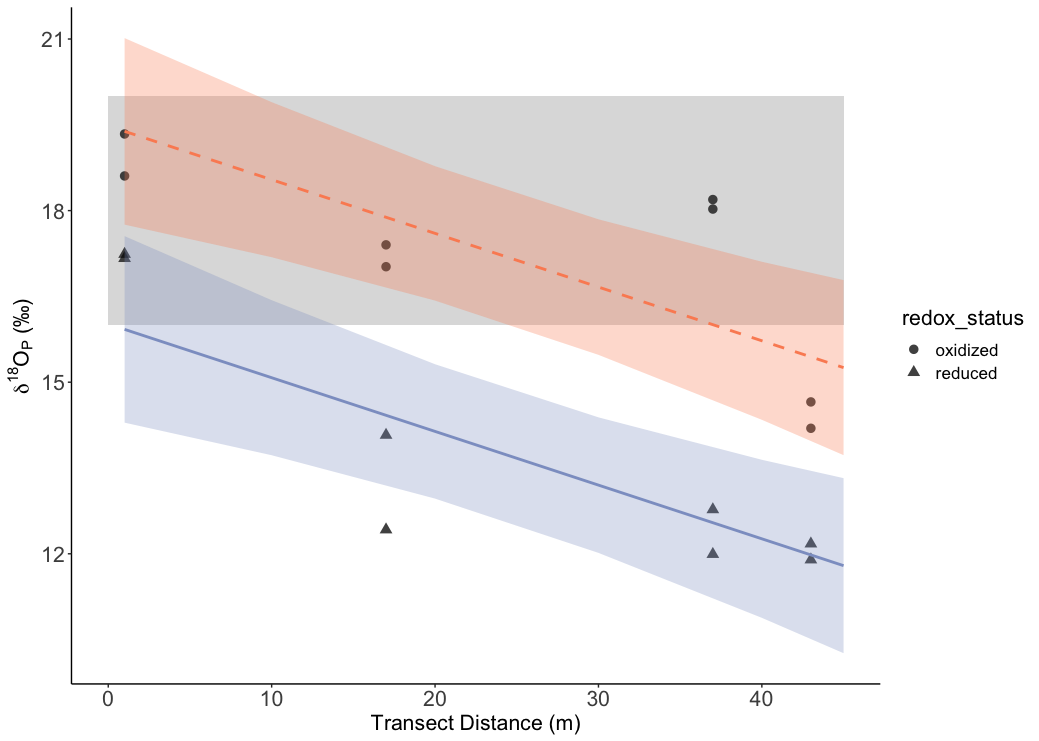 21
18
15
12
δ¹⁸Oₚ (‰)
0 10 20 30 40
Transect Distance (m)
redox_status
oxidized
reduced